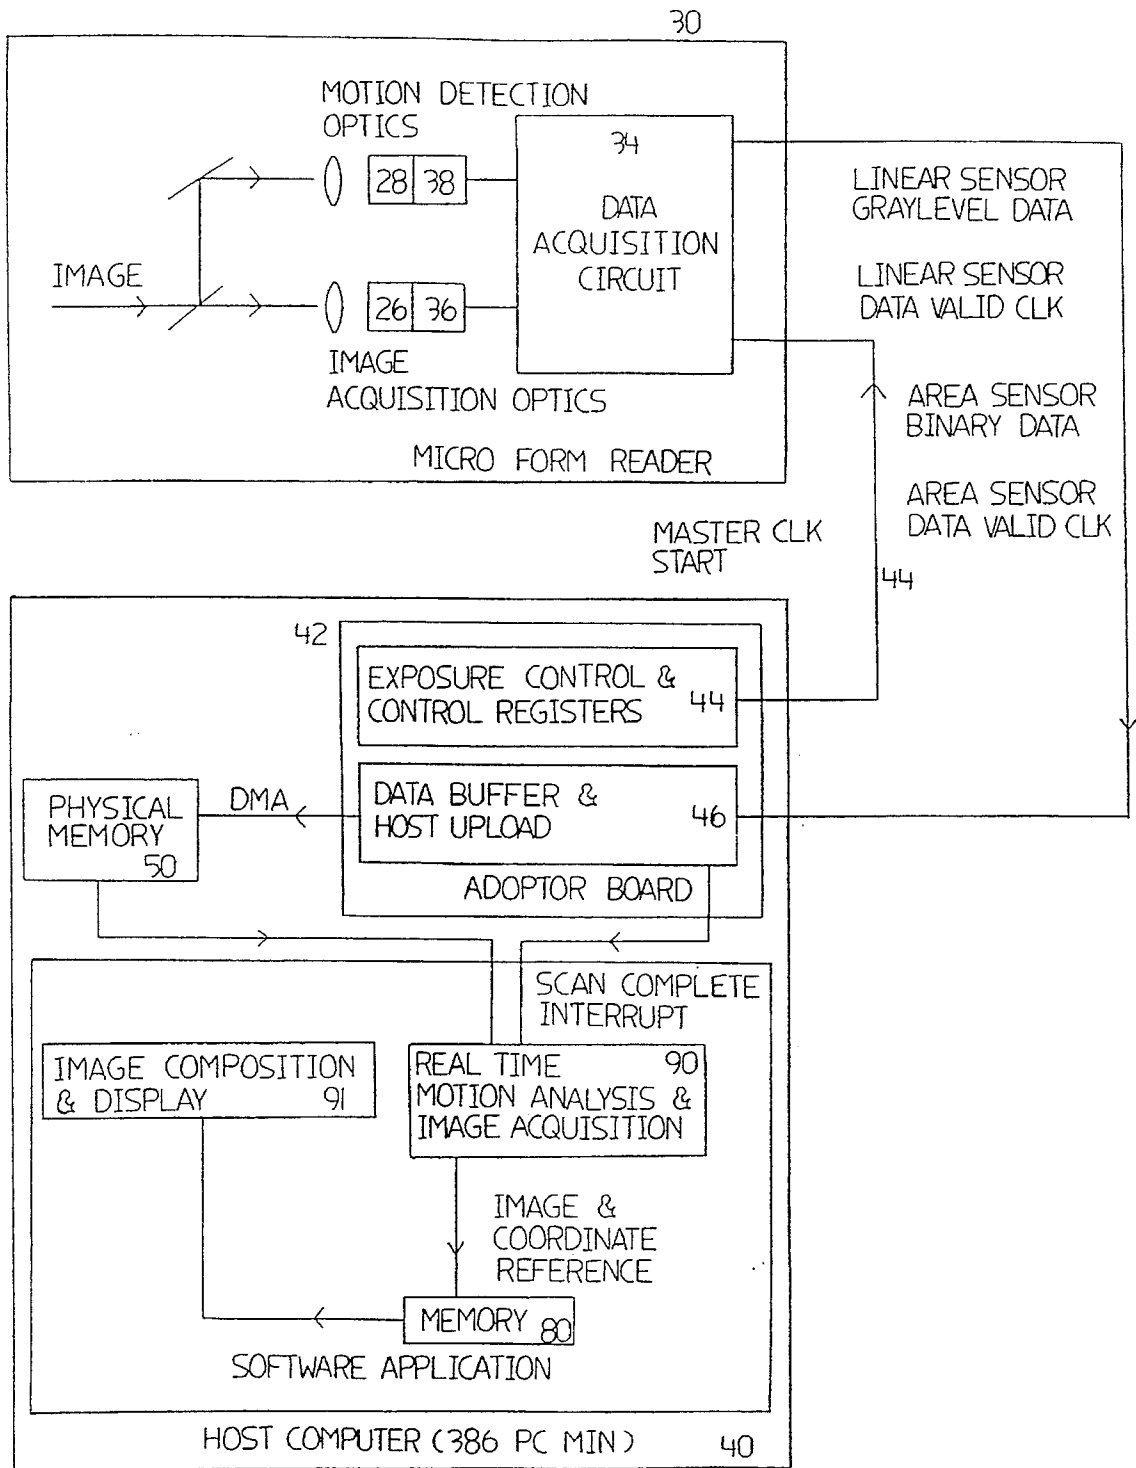 30
MOTION DETECTION
OPTICS
28 38
34
DATA
ACQUISITION
CIRCUIT
IMAGE
26 36
IMAGE
ACQUISITION OPTICS
MICRO FORM READER
LINEAR SENSOR
GRAYLEVEL DATA
LINEAR SENSOR
DATA VALID CLK
AREA SENSOR
BINARY DATA
AREA SENSOR
DATA VALID CLK
MASTER CLK
START
44
42
EXPOSURE CONTROL &
CONTROL REGISTERS
44
DATA BUFFER &
HOST UPLOAD
46
ADOPTOR BOARD
DMA
PHYSICAL
MEMORY
50
SCAN COMPLETE
INTERRUPT
IMAGE COMPOSITION
& DISPLAY 91
REAL TIME 90
MOTION ANALYSIS &
IMAGE ACQUISITION
IMAGE &
COORDINATE
REFERENCE
MEMORY 80
SOFTWARE APPLICATION
HOST COMPUTER (386 PC MIN) 40